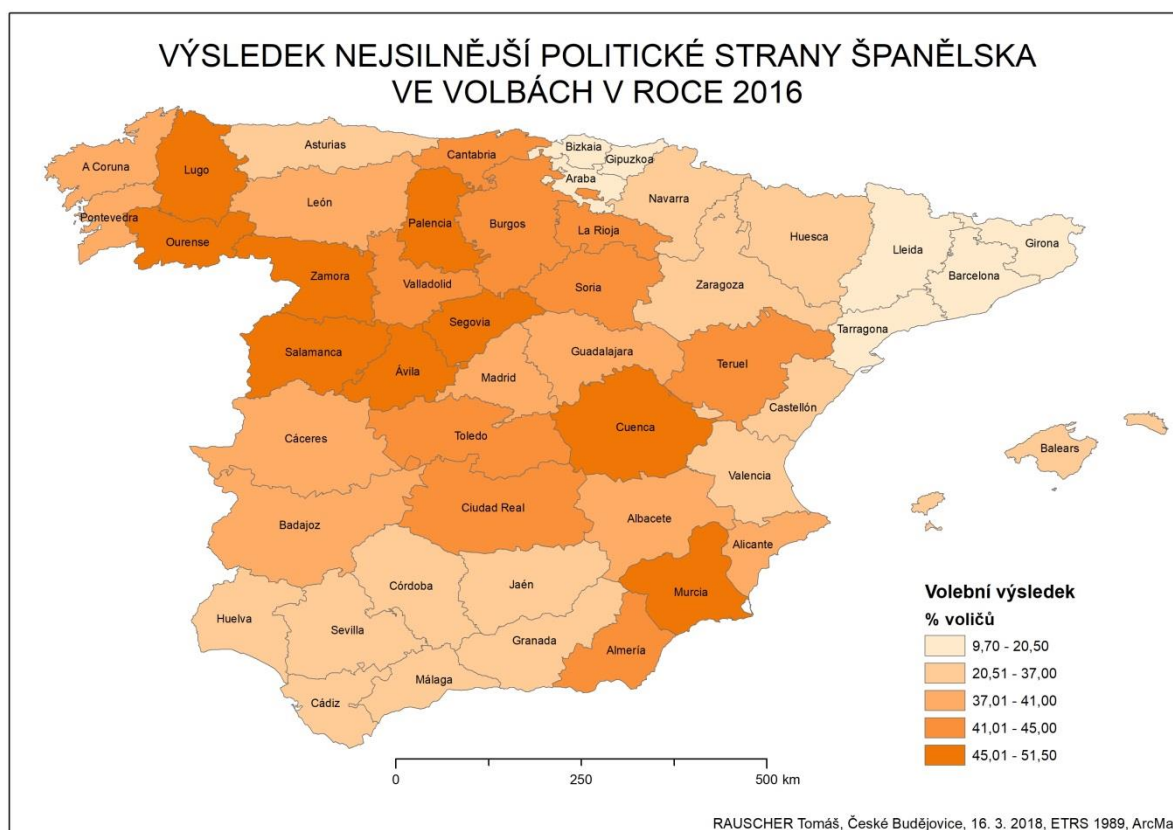 VÝSLEDEK NEJSILNĚJŠÍ POLITICKÉ STRANY ŠPANĚLSKA
VE VOLBÁCH V ROCE 2016
A Coruna
Lugo
Asturias
Cantabria
Bizkaia
Gipuzkoa
Araba
Navarra
Pontevedra
Ourense
León
Palencia
Burgos
La Rioja
Huesca
Lleida
Girona
Barcelona
Zamora
Valladolid
Soria
Zaragoza
Tarragona
Segovia
Salamanca
Ávila
Madrid
Guadalajara
Teruel
Castellón
Cáceres
Toledo
Cuenca
Valencia
Balears
Badajoz
Ciudad Real
Albacete
Alicante
Córdoba
Jaén
Murcia
Huelva
Sevilla
Granada
Almería
Málaga
Cádiz
Volební výsledek
% voličů
9,70 - 20,50
20,51 - 37,00
37,01 - 41,00
41,01 - 45,00
45,01 - 51,50
0 250 500 km
RAUSCHER Tomáš, České Budějovice, 16. 3. 2018, ETRS 1989, ArcMa